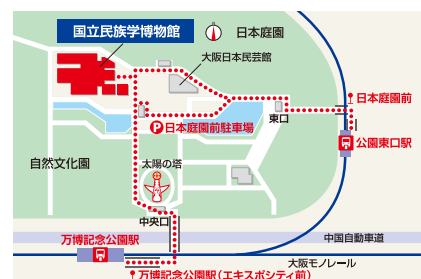 国立民族学博物館
日本庭園
大阪日本民芸館
日本庭園前
東口
P日本庭園前駐車場
公園東口駅
自然文化園
太陽の塔
中央口
万博記念公園駅
中国自動車道
大阪モノレール
万博記念公園駅(エキスポシティ前)